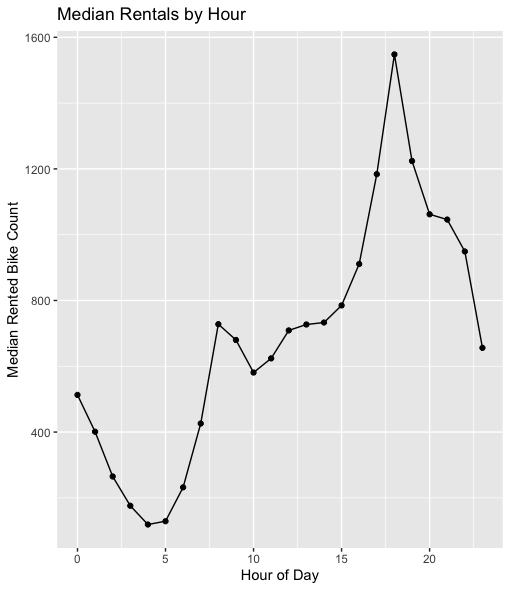 Median Rentals by Hour
1600
1200
800
400
Median Rented Bike Count
0 5 10 15 20
Hour of Day